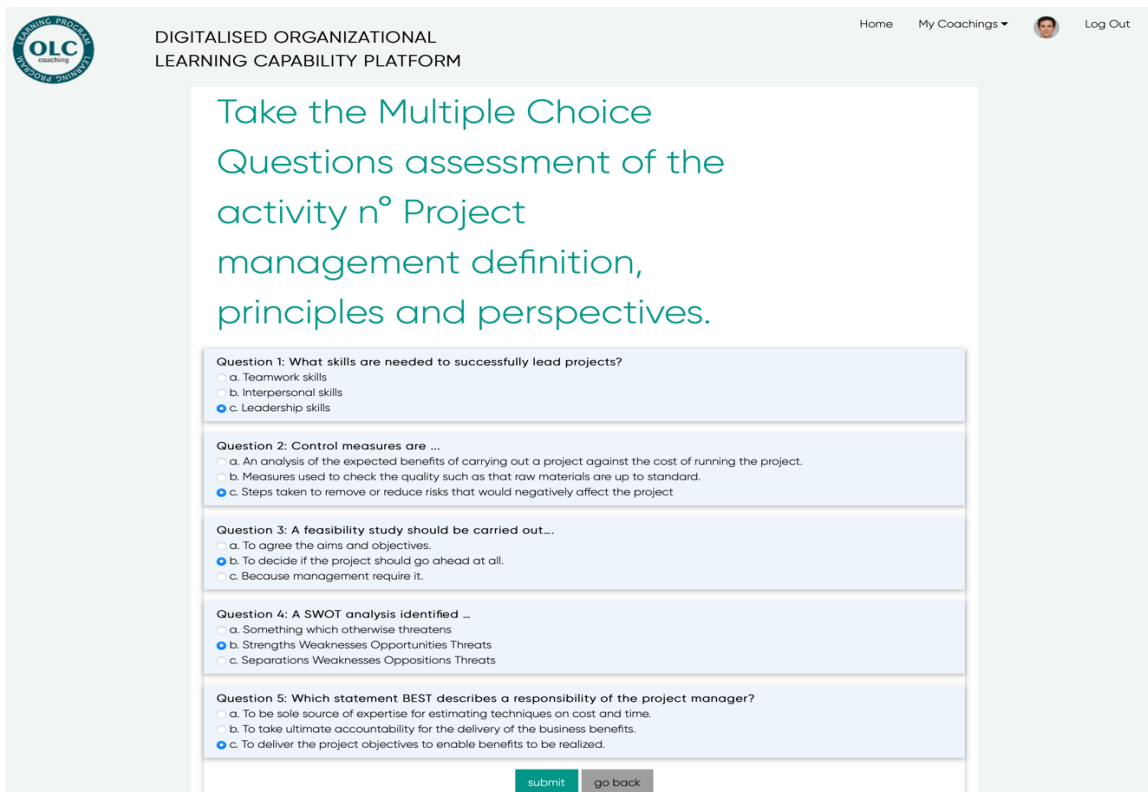 LEARNING PROGRAM
OLC
coaching
LEARNING PROGRAM
DIGITALISED ORGANIZATIONAL
LEARNING CAPABILITY PLATFORM
Home My Coachings Log Out
Take the Multiple Choice
Questions assessment of the
activity n° Project
management definition,
principles and perspectives.
Question 1: What skills are needed to successfully lead projects?
a. Teamwork skills
b. Interpersonal skills
c. Leadership skills
Question 2: Control measures are ...
a. An analysis of the expected benefits of carrying out a project against the cost of running the project.
b. Measures used to check the quality such as that raw materials are up to standard.
c. Steps taken to remove or reduce risks that would negatively affect the project
Question 3: A feasibility study should be carried out....
a. To agree the aims and objectives.
b. To decide if the project should go ahead at all.
c. Because management require it.
Question 4: A SWOT analysis identified ...
a. Something which otherwise threatens
b. Strengths Weaknesses Opportunities Threats
c. Separations Weaknesses Oppositions Threats
Question 5: Which statement BEST describes a responsibility of the project manager?
a. To be sole source of expertise for estimating techniques on cost and time.
b. To take ultimate accountability for the delivery of the business benefits.
c. To deliver the project objectives to enable benefits to be realized.
submit go back